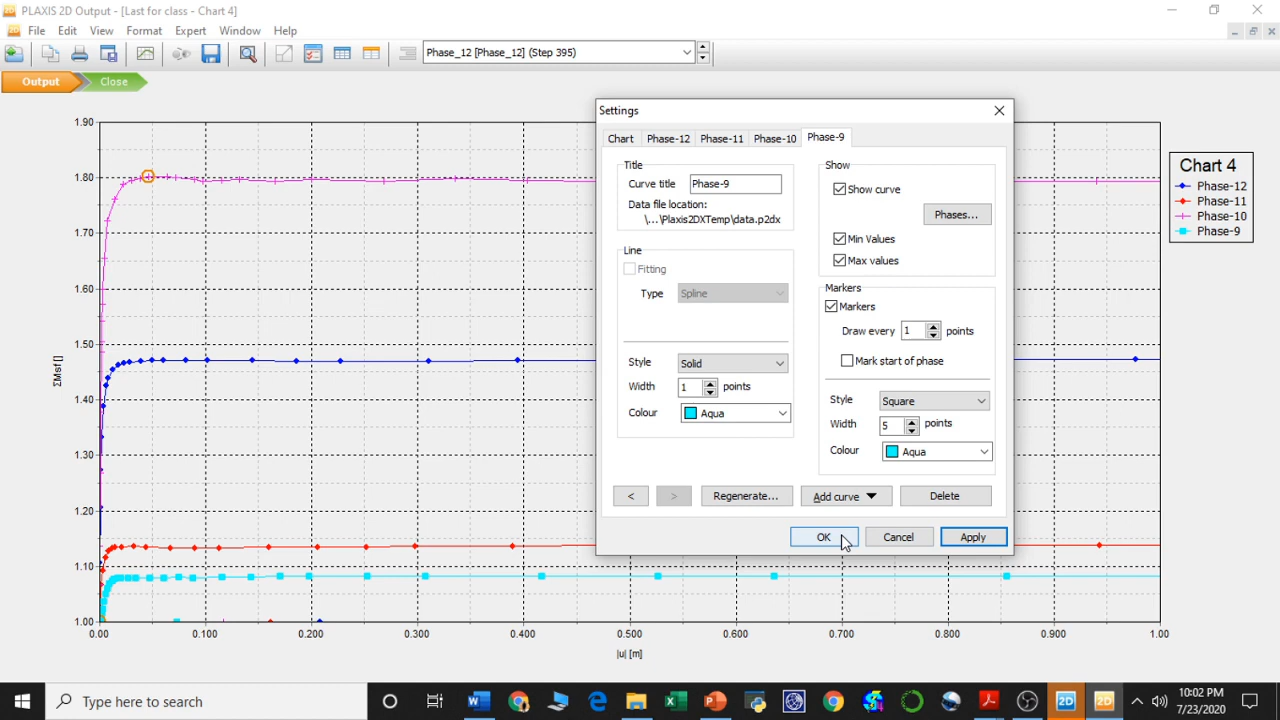 PLAXIS 2D Output - [Last for class - Chart 4]
File Edit View Format Expert Window Help
Phase_12 [Phase_12] (Step 395)
Output Close
Settings
Chart Phase-12 Phase-11 Phase-10 Phase-9
Title
Curve title Phase-9
Data file location:
\...\Plaxis2DXTemp\data.p2dx
Line
Fitting
Type Spline
Style Solid
Width 1 points
Colour Aqua
Show
Show curve
Phases...
Min Values
Max values
Markers
Markers
Draw every 1 points
Mark start of phase
Style Square
Width 5 points
Colour Aqua
< > Regenerate... Add curve Delete
OK Cancel Apply
Chart 4
Phase-12
Phase-11
Phase-10
Phase-9
1.90
1.80
1.70
1.60
1.50
1.40
1.30
1.20
1.10
1.00
ΣMsf []
0.00 0.100 0.200 0.300 0.400 0.500 0.600 0.700 0.800 0.900 1.00
|u| [m]
Type here to search
2D 2D
10:02 PM
7/23/2020